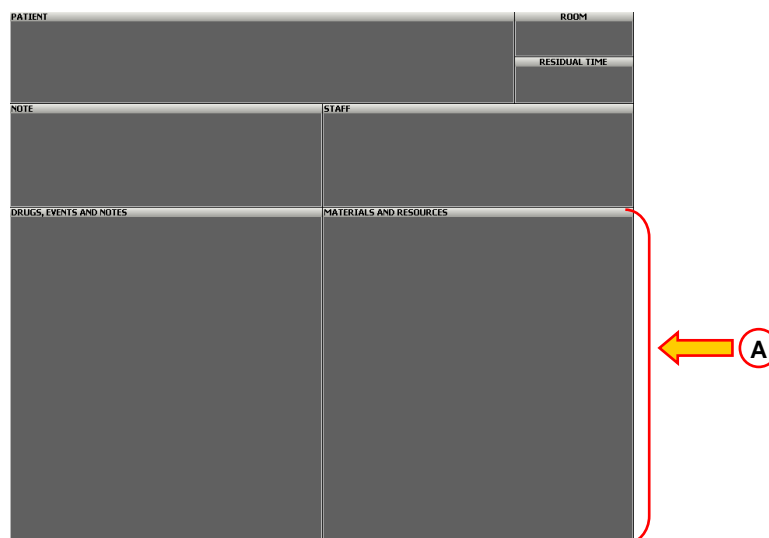 PATIENT
ROOM
RESIDUAL TIME
NOTE
STAFF
DRUGS, EVENTS AND NOTES
MATERIALS AND RESOURCES
A